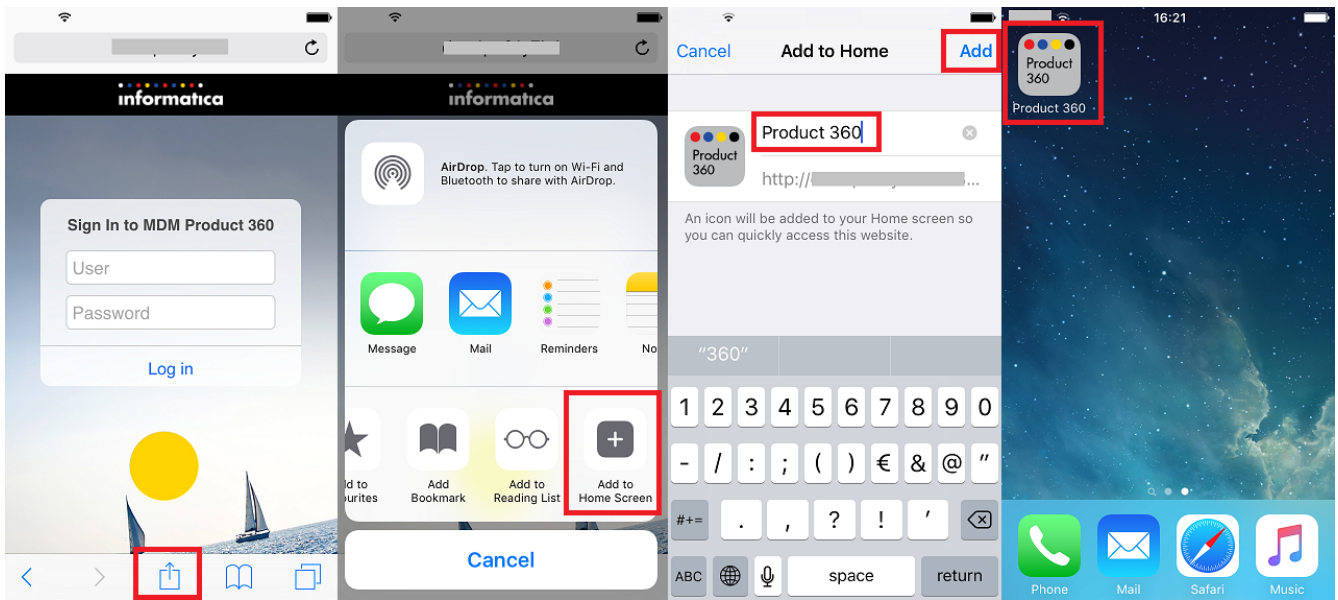 informatica
Sign In to MDM Product 360
User
Password
Log in
informatica
AirDrop. Tap to turn on Wi-Fi and
Bluetooth to share with AirDrop.
Message
Mail
Reminders
No
ld to
ourites
Add
Bookmark
Add to
Reading List
Add to
Home Screen
Cancel
Cancel
Add to Home
Add
Product
360
Product 360
http://
...
An icon will be added to your Home screen so
you can quickly access this website.
"360"
1 2 3 4 5 6 7 8 9 0
- / : ; ( ) € & @ "
#+= . , ? ! '
ABC space return
16:21
Product
360
Product 360
Phone
Mail
Safari
Music